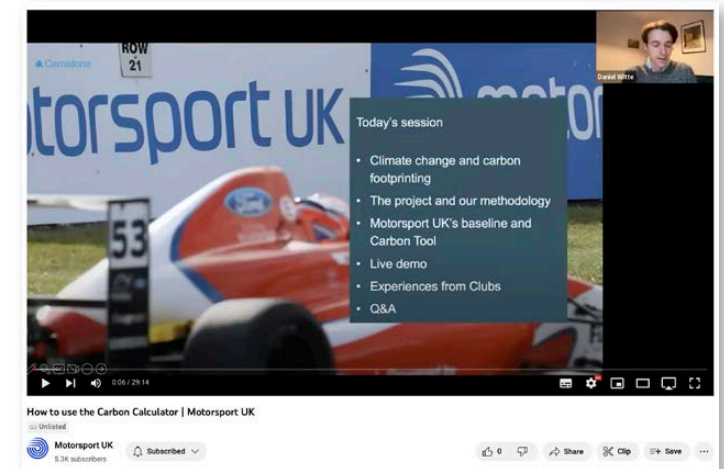 Carnstone
ROW
21
torsport UK
motor
Daniel Witte
Today's session
• Climate change and carbon
footprinting
• The project and our methodology
• Motorsport UK's baseline and
Carbon Tool
• Live demo
• Experiences from Clubs
• Q&A
Ford
53
0:06 / 29:14
How to use the Carbon Calculator | Motorsport UK
Unlisted
Motorsport UK
5.3K subscribers
Subscribed
0
Share
Clip
Save